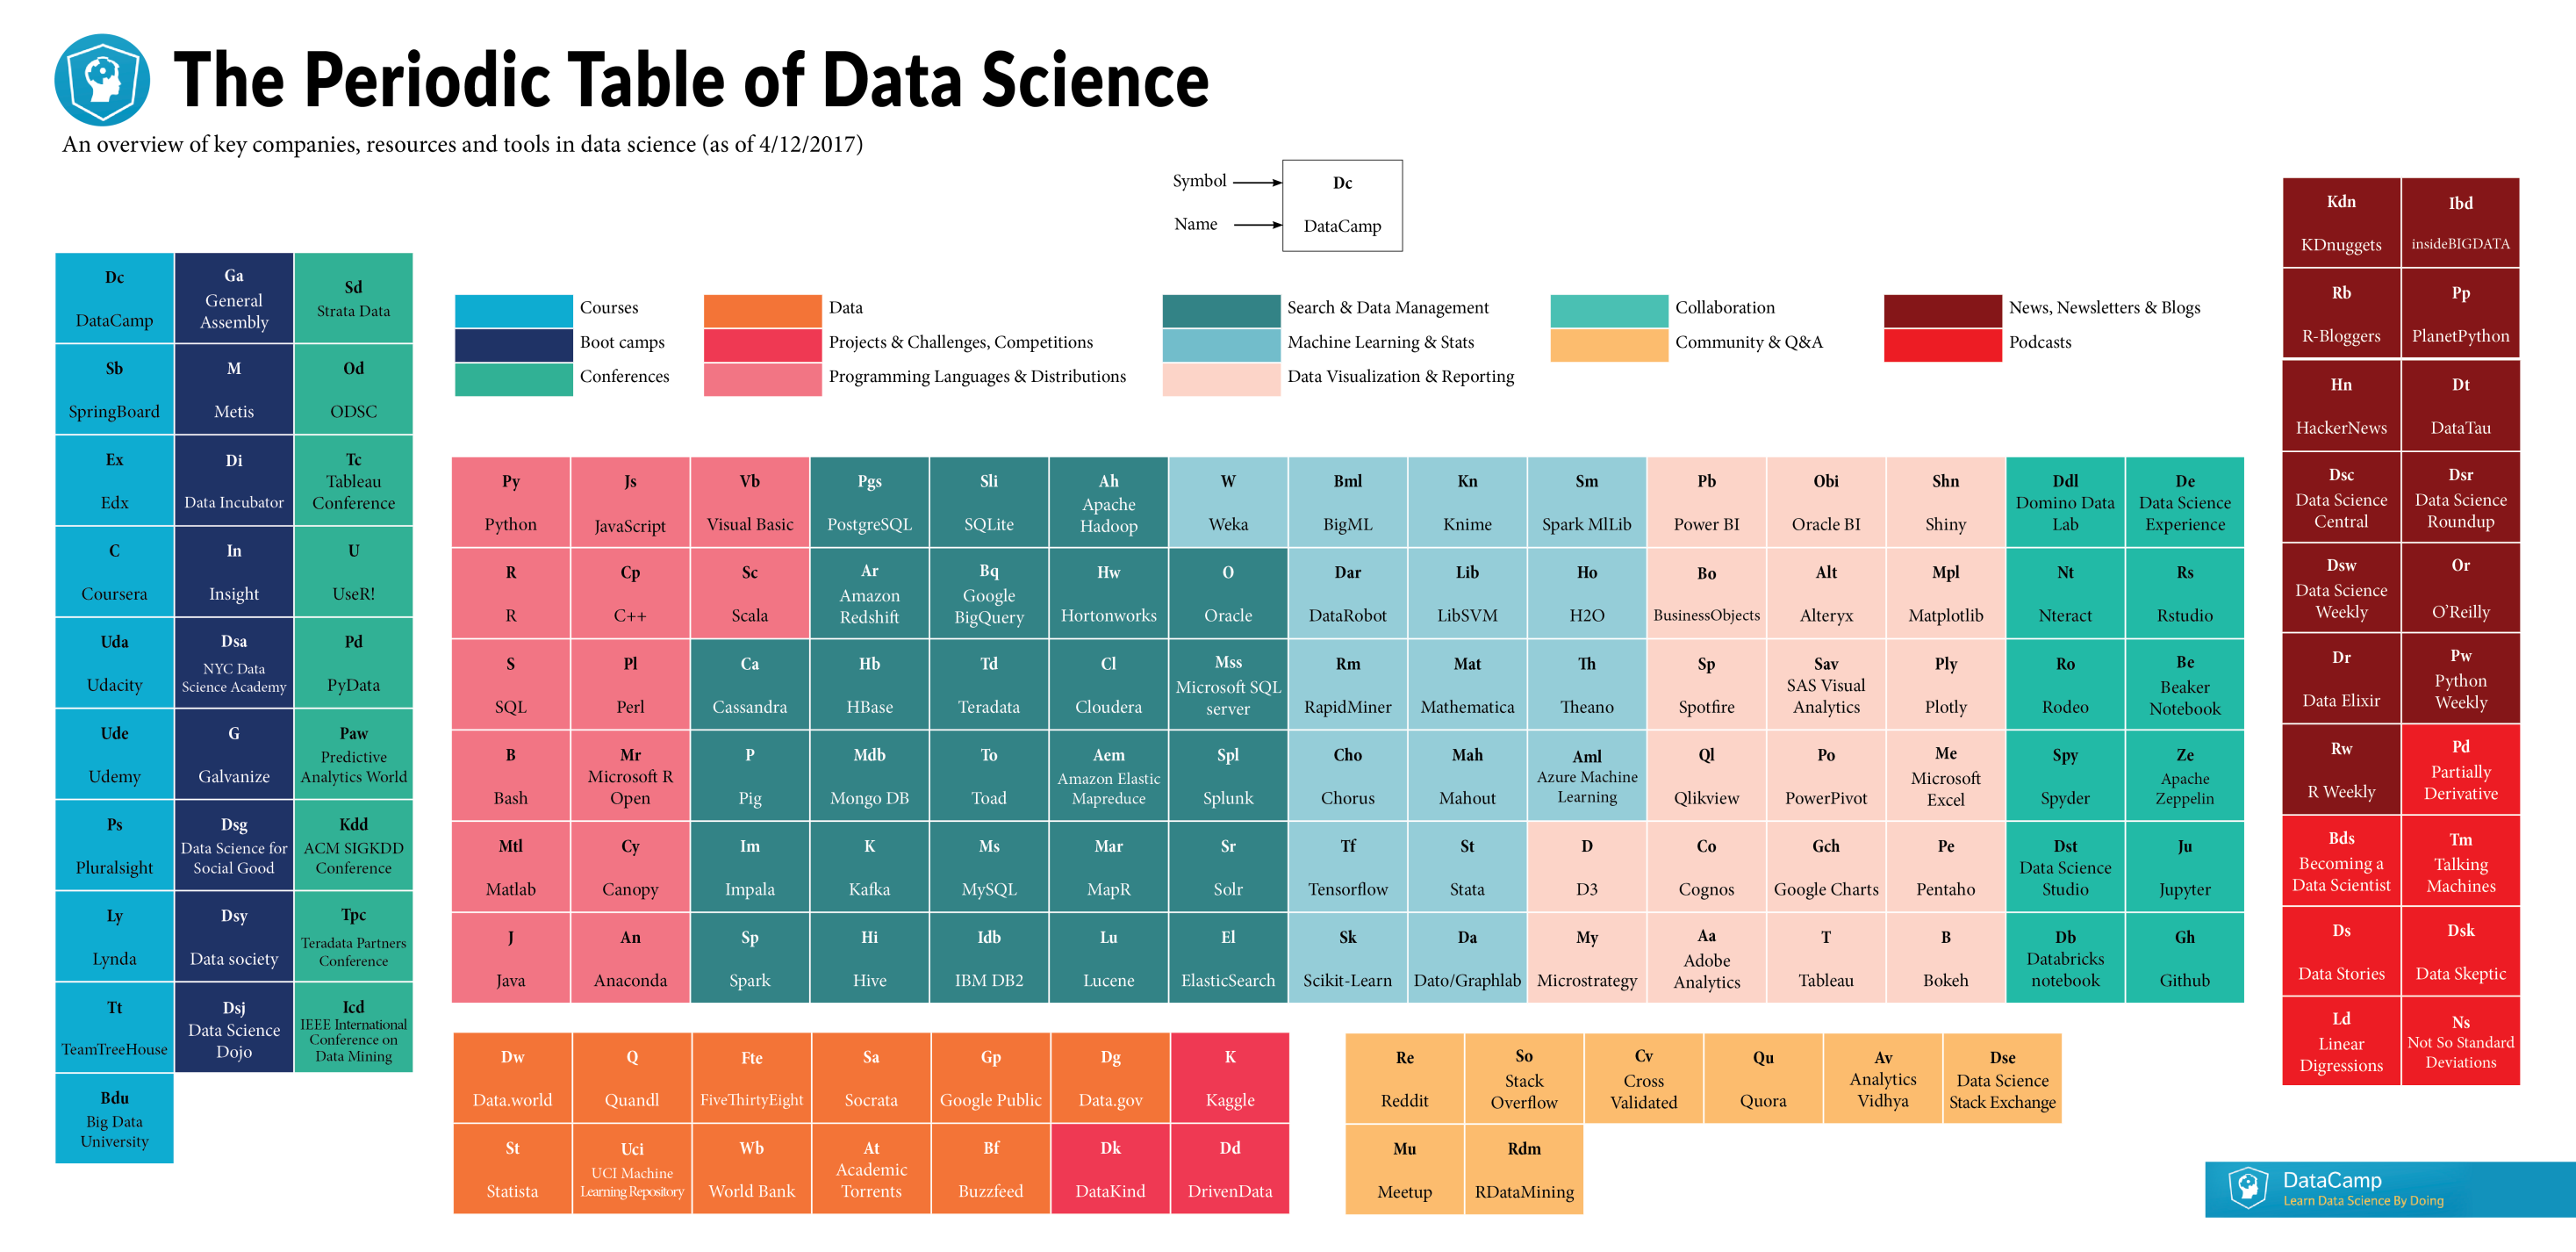 The Periodic Table of Data Science
An overview of key companies, resources and tools in data science (as of 4/12/2017)
Symbol
Dc
Name
DataCamp
Courses
Boot camps
Conferences
Data
Projects & Challenges, Competitions
Programming Languages & Distributions
Search & Data Management
Machine Learning & Stats
Data Visualization & Reporting
Collaboration
Community & Q&A
News, Newsletters & Blogs
Podcasts
Dc
DataCamp
Ga
General
Assembly
Sd
Strata Data
Sb
SpringBoard
M
Metis
Od
ODSC
Ex
Edx
Di
Data Incubator
Tc
Tableau
Conference
C
Coursera
In
Insight
U
UseR!
Uda
Udacity
Dsa
NYC Data
Science Academy
Pd
PyData
Ude
Udemy
G
Galvanize
Paw
Predictive
Analytics World
Ps
Pluralsight
Dsg
Data Science for
Social Good
Kdd
ACM SIGKDD
Conference
Ly
Lynda
Dsy
Data society
Tpc
Teradata Partners
Conference
Tt
TeamTreeHouse
Dsj
Data Science
Dojo
Icd
IEEE International
Conference on
Data Mining
Bdu
Big Data
University
Py
Python
Js
JavaScript
Vb
Visual Basic
Pgs
PostgreSQL
Sli
SQLite
Ah
Apache
Hadoop
W
Weka
Bml
BigML
Kn
Knime
Sm
Spark MlLib
Pb
Power BI
Obi
Oracle BI
Shn
Shiny
Ddl
Domino Data
Lab
De
Data Science
Experience
R
R
Cp
C++
Sc
Scala
Ar
Amazon
Redshift
Bq
Google
BigQuery
Hw
Hortonworks
O
Oracle
Dar
DataRobot
Lib
LibSVM
Ho
H2O
Bo
BusinessObjects
Alt
Alteryx
Mpl
Matplotlib
Nt
Nteract
Rs
Rstudio
S
SQL
Pl
Perl
Ca
Cassandra
Hb
HBase
Td
Teradata
Cl
Cloudera
Mss
Microsoft SQL
server
Rm
RapidMiner
Mat
Mathematica
Th
Theano
Sp
Spotfire
Sav
SAS Visual
Analytics
Ply
Plotly
Ro
Rodeo
Be
Beaker
Notebook
B
Bash
Mr
Microsoft R
Open
P
Pig
Mdb
Mongo DB
To
Toad
Aem
Amazon Elastic
Mapreduce
Spl
Splunk
Cho
Chorus
Mah
Mahout
Aml
Azure Machine
Learning
Ql
Qlikview
Po
PowerPivot
Me
Microsoft
Excel
Spy
Spyder
Ze
Apache
Zeppelin
Mtl
Matlab
Cy
Canopy
Im
Impala
K
Kafka
Ms
MySQL
Mar
MapR
Sr
Solr
Tf
Tensorflow
St
Stata
D
D3
Co
Cognos
Gch
Google Charts
Pe
Pentaho
Dst
Data Science
Studio
Ju
Jupyter
J
Java
An
Anaconda
Sp
Spark
Hi
Hive
Idb
IBM DB2
Lu
Lucene
El
ElasticSearch
Sk
Scikit-Learn
Da
Dato/Graphlab
My
Microstrategy
Aa
Adobe
Analytics
T
Tableau
B
Bokeh
Db
Databricks
notebook
Gh
Github
Dw
Data.world
Q
Quandl
Fte
FiveThirtyEight
Sa
Socrata
Gp
Google Public
Dg
Data.gov
K
Kaggle
St
Statista
Uci
UCI Machine
Learning Repository
Wb
World Bank
At
Academic
Torrents
Bf
Buzzfeed
Dk
DataKind
Dd
DrivenData
Re
Reddit
So
Stack
Overflow
Cv
Cross
Validated
Qu
Quora
Av
Analytics
Vidhya
Dse
Data Science
Stack Exchange
Mu
Meetup
Rdm
RDataMining
Kdn
KDnuggets
Ibd
insideBIGDATA
Rb
R-Bloggers
Pp
PlanetPython
Hn
HackerNews
Dt
DataTau
Dsc
Data Science
Central
Dsr
Data Science
Roundup
Dsw
Data Science
Weekly
Or
O’Reilly
Dr
Data Elixir
Pw
Python
Weekly
Rw
R Weekly
Pd
Partially
Derivative
Bds
Becoming a
Data Scientist
Tm
Talking
Machines
Ds
Data Stories
Dsk
Data Skeptic
Ld
Linear
Digressions
Ns
Not So Standard
Deviations
DataCamp
Learn Data Science By Doing